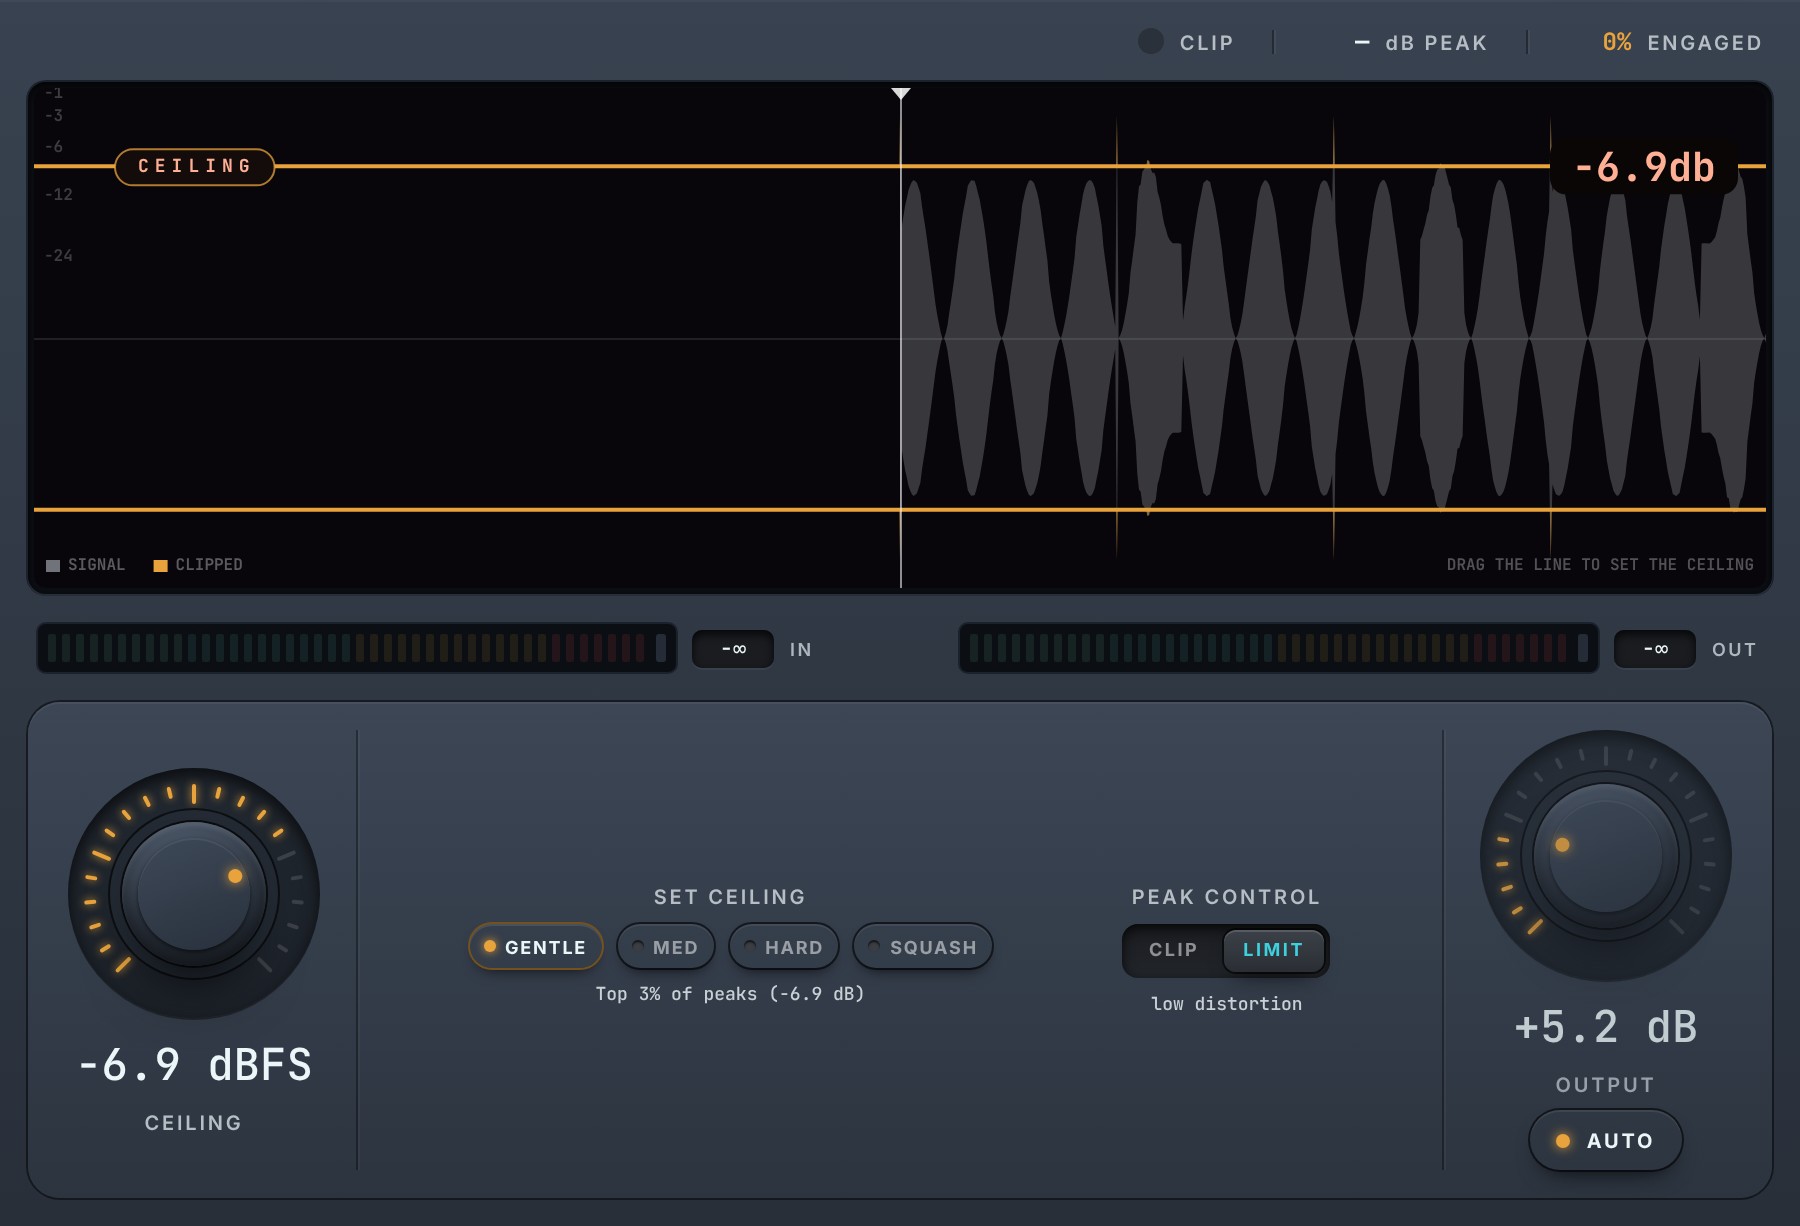 CLIP
– dB PEAK
0% ENGAGED
-1
-3
-6
CEILING
-6.9db
-12
-24
SIGNAL
CLIPPED
DRAG THE LINE TO SET THE CEILING
-∞ IN
-∞ OUT
SET CEILING
GENTLE
MED
HARD
SQUASH
Top 3% of peaks (-6.9 dB)
PEAK CONTROL
CLIP
LIMIT
low distortion
-6.9 dBFS
CEILING
+5.2 dB
OUTPUT
AUTO